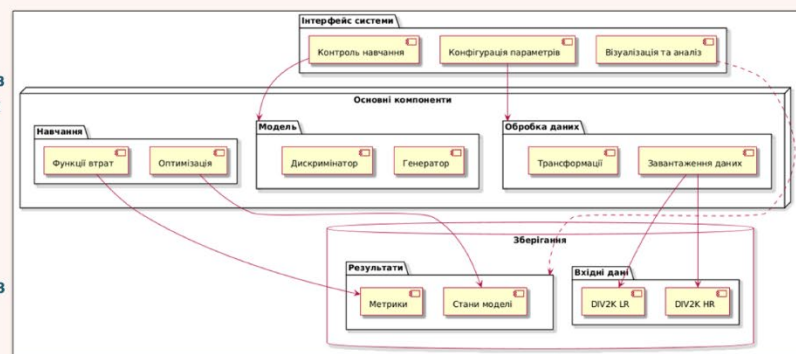 Інтерфейс системи
Контроль навчання
Конфігурація параметрів
Візуалізація та аналіз
в
Основні компоненти
Навчання
Функції втрат
Оптимізація
Модель
Дискримінатор
Генератор
Обробка даних
Трансформації
Завантаження даних
Зберігання
в
Результати
Метрики
Стани моделі
Вхідні дані
DIV2K LR
DIV2K HR